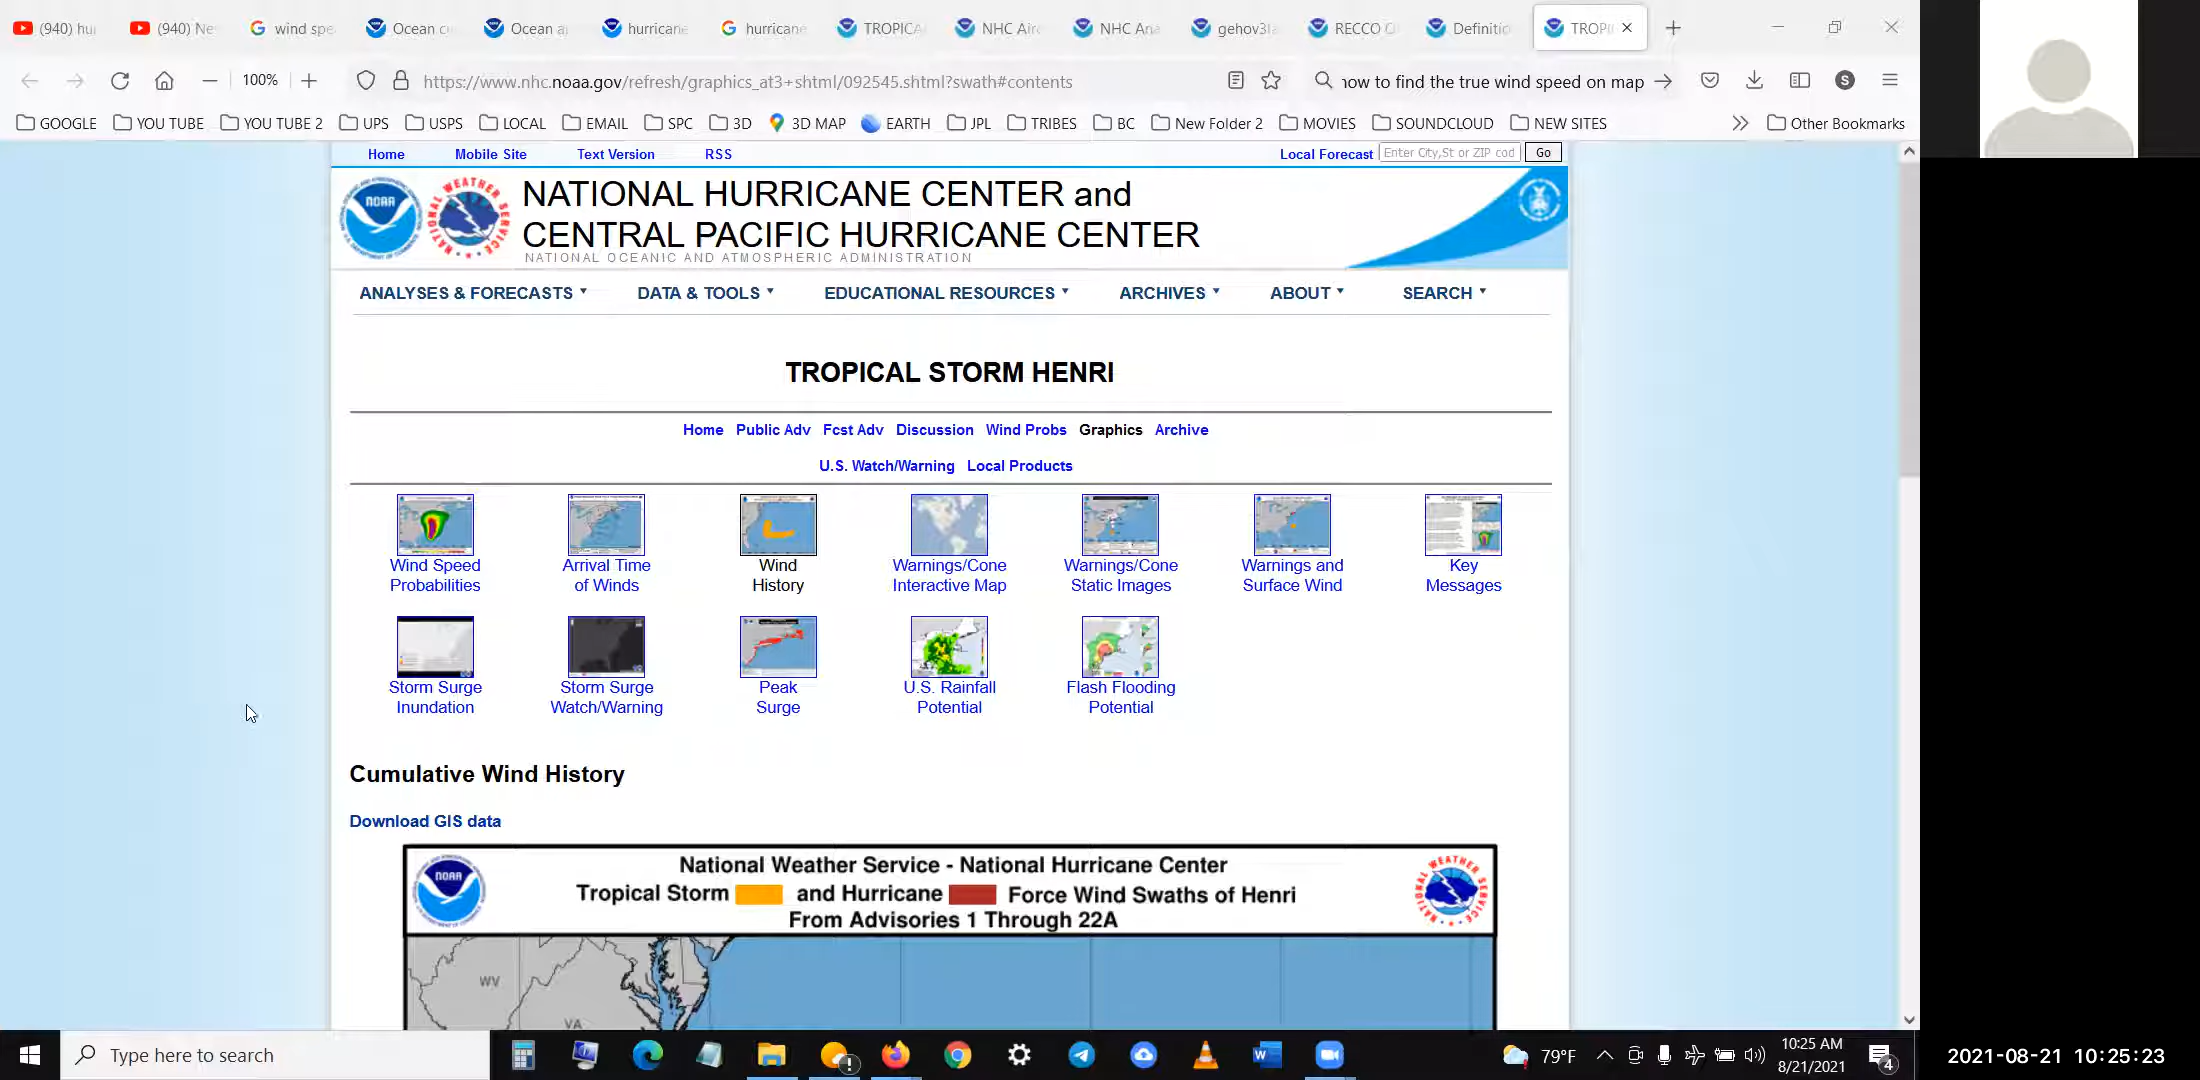 (940) hu
(940) Ne
wind spe
Ocean c
Ocean a
hurricane
hurricane
TROPICA
NHC Airc
NHC Ana
gehov3la
RECCO O
Definitio
TROPI
100%
https://www.nhc.noaa.gov/refresh/graphics_at3+shtml/092545.shtml?swath#contents
how to find the true wind speed on map
S
GOOGLE YOU TUBE YOU TUBE 2 UPS USPS LOCAL EMAIL SPC 3D 3D MAP EARTH JPL TRIBES BC New Folder 2 MOVIES SOUNDCLOUD NEW SITES Other Bookmarks
Home Mobile Site Text Version RSS Local Forecast Enter City,St or ZIP cod Go
NOAA
NATIONAL WEATHER SERVICE
NATIONAL HURRICANE CENTER and
CENTRAL PACIFIC HURRICANE CENTER
NATIONAL OCEANIC AND ATMOSPHERIC ADMINISTRATION
ANALYSES & FORECASTS DATA & TOOLS EDUCATIONAL RESOURCES ARCHIVES ABOUT SEARCH
TROPICAL STORM HENRI
Home Public Adv Fcst Adv Discussion Wind Probs Graphics Archive
U.S. Watch/Warning Local Products
Wind Speed
Probabilities
Arrival Time
of Winds
Wind
History
Warnings/Cone
Interactive Map
Warnings/Cone
Static Images
Warnings and
Surface Wind
Key
Messages
Storm Surge
Inundation
Storm Surge
Watch/Warning
Peak
Surge
U.S. Rainfall
Potential
Flash Flooding
Potential
Cumulative Wind History
Download GIS data
NOAA
National Weather Service - National Hurricane Center
Tropical Storm and Hurricane Force Wind Swaths of Henri
From Advisories 1 Through 22A
WV
VA
Type here to search
79°F
10:25 AM
8/21/2021
4
2021-08-21 10:25:23